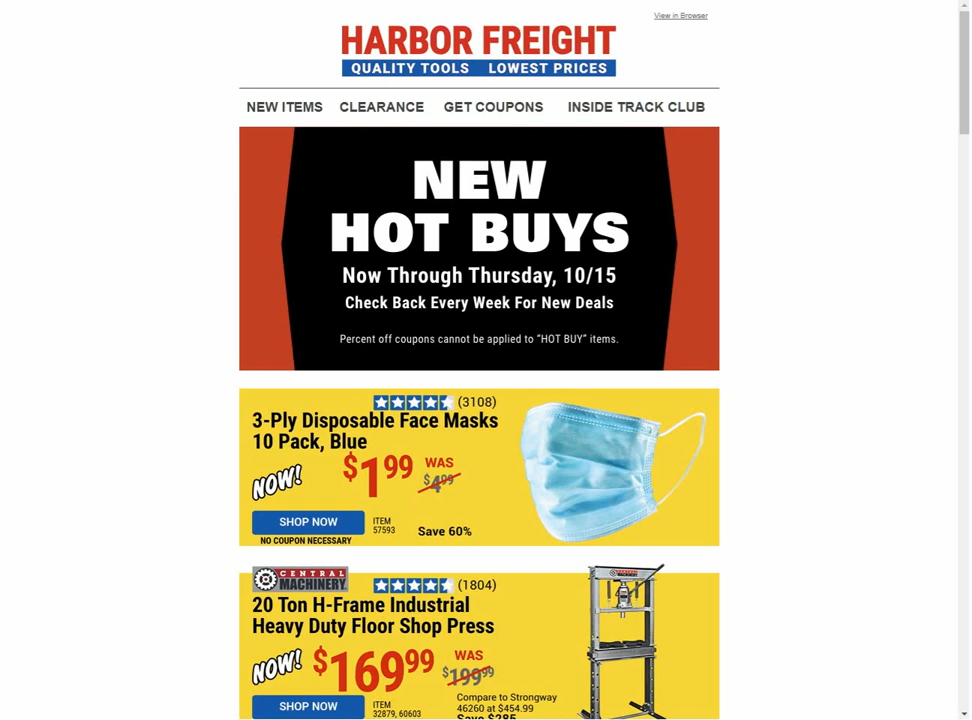 View in Browser
HARBOR FREIGHT
QUALITY TOOLS LOWEST PRICES
NEW ITEMS CLEARANCE GET COUPONS INSIDE TRACK CLUB
NEW
HOT BUYS
Now Through Thursday, 10/15
Check Back Every Week For New Deals
Percent off coupons cannot be applied to "HOT BUY" items.
(3108)
3-Ply Disposable Face Masks
10 Pack, Blue
NOW! $1.99 WAS $4.99
SHOP NOW
ITEM
57593
Save 60%
NO COUPON NECESSARY
CENTRAL
MACHINERY
(1804)
20 Ton H-Frame Industrial
Heavy Duty Floor Shop Press
NOW! $169.99 WAS $199.99
SHOP NOW
ITEM
32879, 60603
Compare to Strongway
46260 at $454.99
Save $285